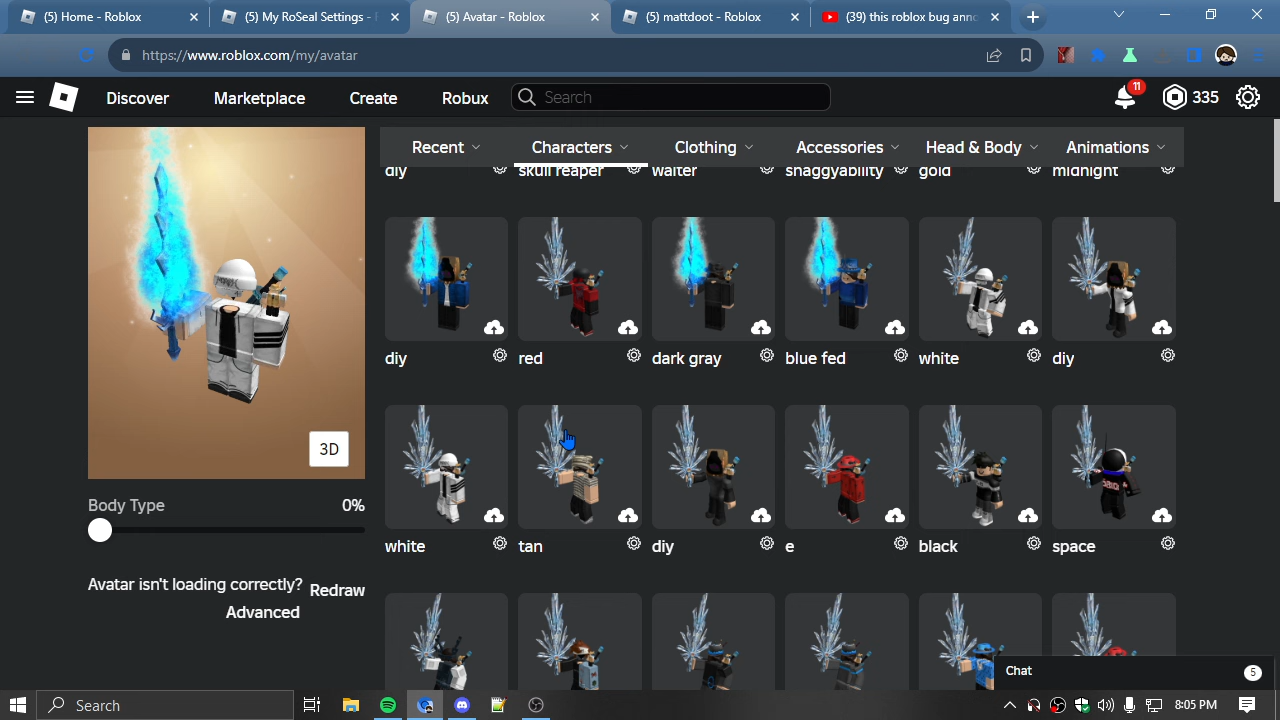 (5) Home - Roblox
(5) My RoSeal Settings -
(5) Avatar - Roblox
(5) mattdoot - Roblox
(39) this roblox bug anno
https://www.roblox.com/my/avatar
Discover
Marketplace
Create
Robux
Search
11
335
Recent
Characters
Clothing
Accessories
Head & Body
Animations
diy
skull reaper
walter
shaggyability
gold
midnight
diy
red
dark gray
blue fed
white
diy
3D
Body Type
0%
white
tan
diy
e
black
space
Avatar isn't loading correctly?
Redraw
Advanced
Chat
5
Search
8:05 PM